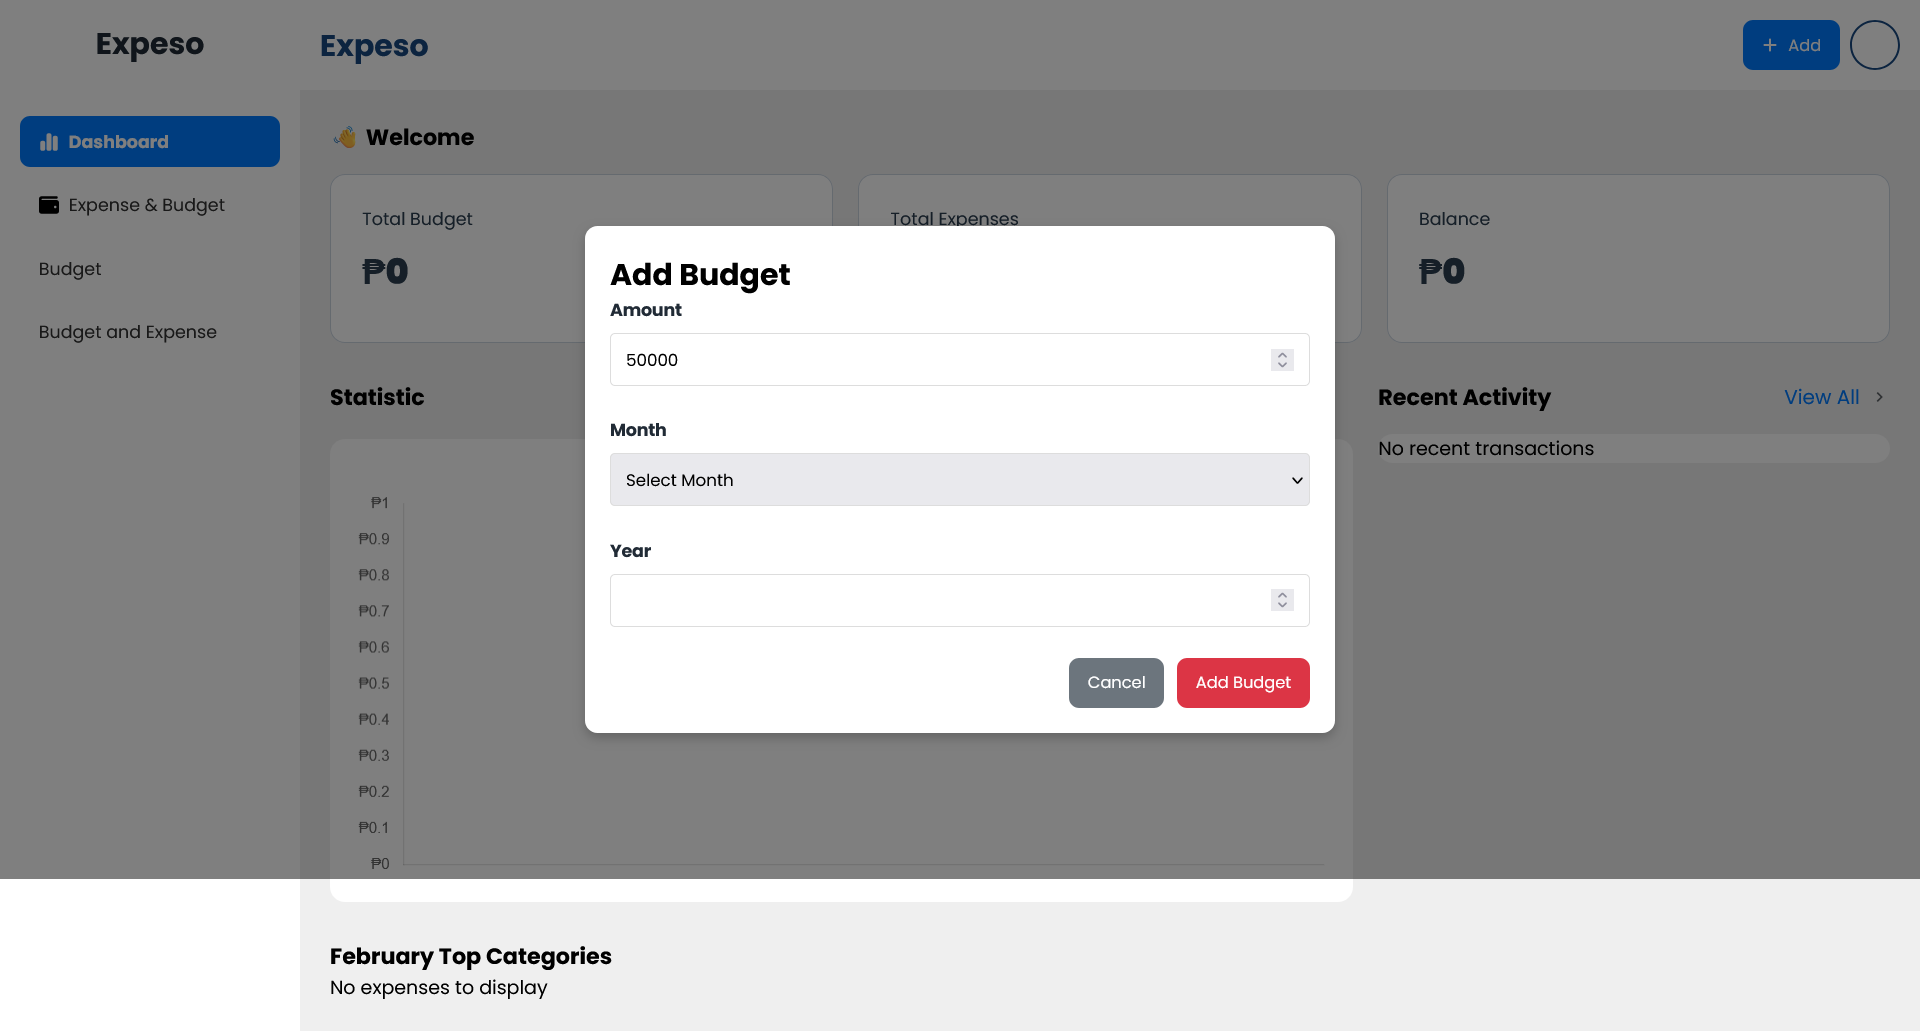 Expeso
Expeso
Add
Dashboard
Expense & Budget
Budget
Budget and Expense
Welcome
Total Budget
₱0
Total Expenses
Balance
₱0
Add Budget
Amount
50000
Month
Select Month
Year
Cancel
Add Budget
Statistic
₱1
₱0.9
₱0.8
₱0.7
₱0.6
₱0.5
₱0.4
₱0.3
₱0.2
₱0.1
₱0
Recent Activity
View All
No recent transactions
February Top Categories
No expenses to display